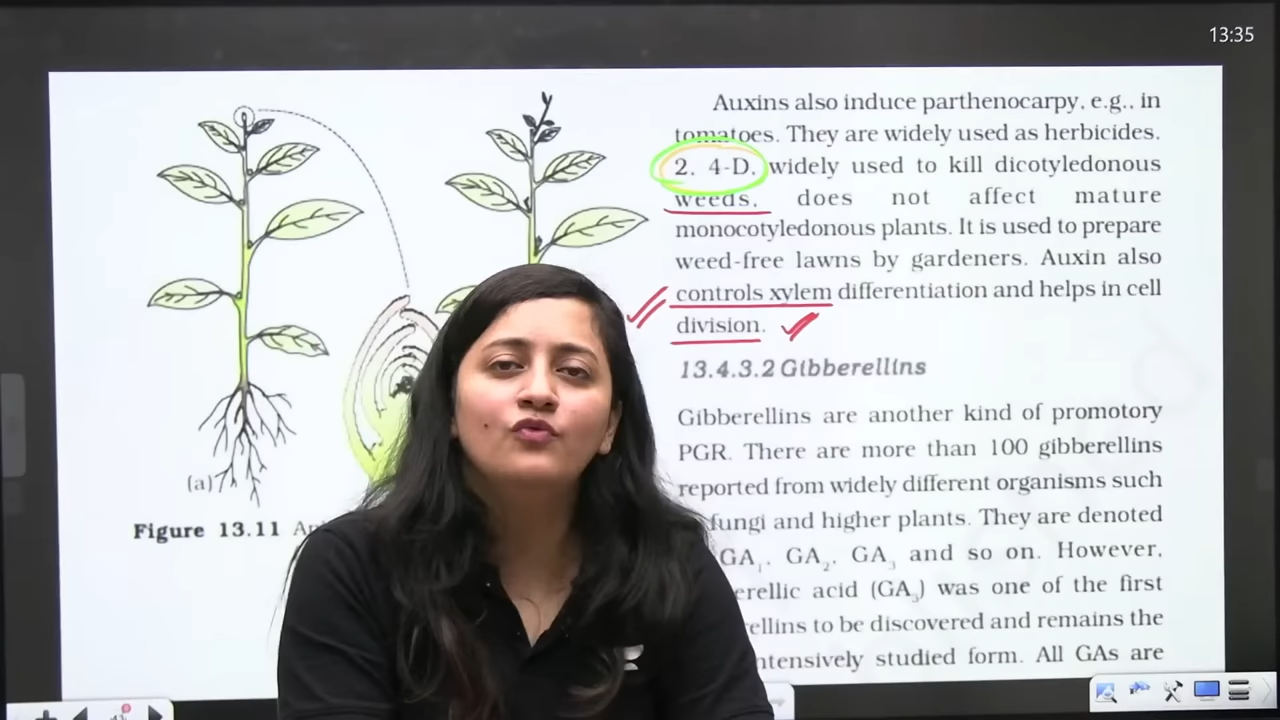 13:35
Auxins also induce parthenocarpy, e.g., in
tomatoes. They are widely used as herbicides.
2, 4-D, widely used to kill dicotyledonous
weeds, does not affect mature
monocotyledonous plants. It is used to prepare
weed-free lawns by gardeners. Auxin also
controls xylem differentiation and helps in cell
division.
13.4.3.2 Gibberellins
Gibberellins are another kind of promotory
PGR. There are more than 100 gibberellins
reported from widely different organisms such
fungi and higher plants. They are denoted
GA1, GA2, GA3 and so on. However,
erellic acid (GA3) was one of the first
ellins to be discovered and remains the
ntensively studied form. All GAs are
(a)
Figure 13.11